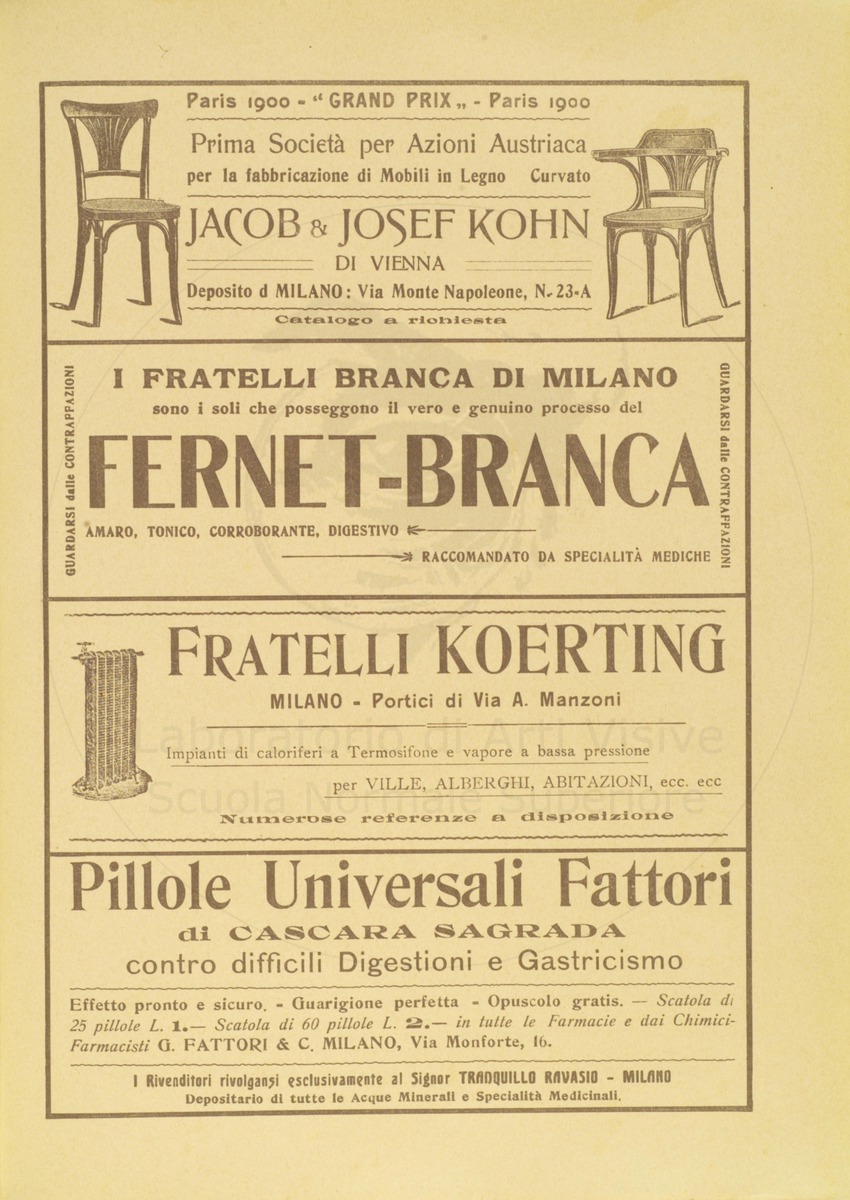 Paris 1900 - “ GRAND PRIX „ - Paris 1900
Prima Società per Azioni Austriaca
per la fabbricazione di Mobili in Legno Curvato
JACOB & JOSEF KOHN
DI VIENNA
Deposito d MILANO: Via Monte Napoleone, N. 23-A
Catalogo a richiesta
GUARDARSI dalle CONTRAFFAZIONI
I FRATELLI BRANCA DI MILANO
sono i soli che posseggono il vero e genuino processo del
FERNET-BRANCA
AMARO, TONICO, CORROBORANTE, DIGESTIVO
RACCOMANDATO DA SPECIALITÀ MEDICHE
GUARDARSI dalle CONTRAFFAZIONI
FRATELLI KOERTING
MILANO - Portici di Via A. Manzoni
Impianti di caloriferi a Termosifone e vapore a bassa pressione
per VILLE, ALBERGHI, ABITAZIONI, ecc. ecc
Numerose referenze a disposizione
Laboratorio di Arti Visive
Scuola Normale Superiore
Pillole Universali Fattori
di CASCARA SAGRADA
contro difficili Digestioni e Gastricismo
Effetto pronto e sicuro. - Guarigione perfetta - Opuscolo gratis. — Scatola di
25 pillole L. 1.— Scatola di 60 pillole L. 2.— in tutte le Farmacie e dai Chimici-
Farmacisti G. FATTORI & C. MILANO, Via Monforte, 16.
I Rivenditori rivolgansi esclusivamente al Signor TRANQUILLO RAVASIO - MILANO
Depositario di tutte le Acque Minerali e Specialità Medicinali.